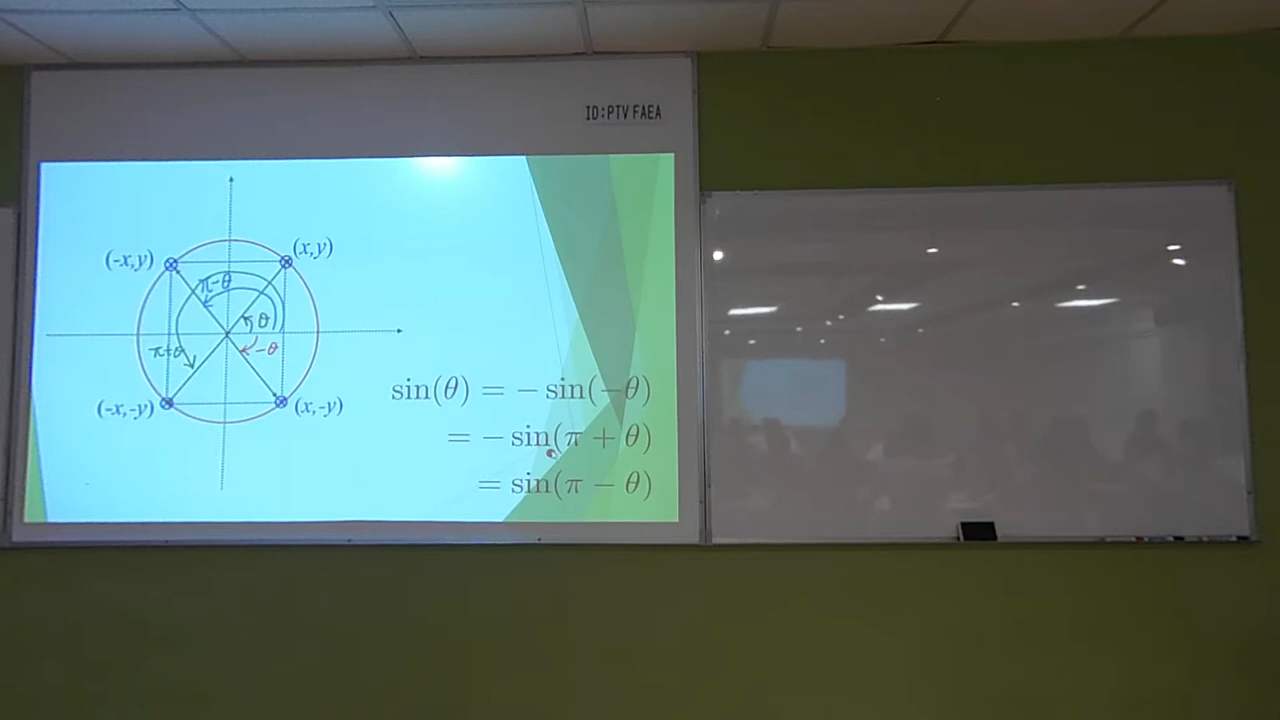 ID:PTV FAEA
(-x,y)
(x,y)
π-θ
θ
π+θ
-θ
(-x,-y)
(x,-y)
sin(θ) = − sin(−θ)
= − sin(π + θ)
= sin(π − θ)